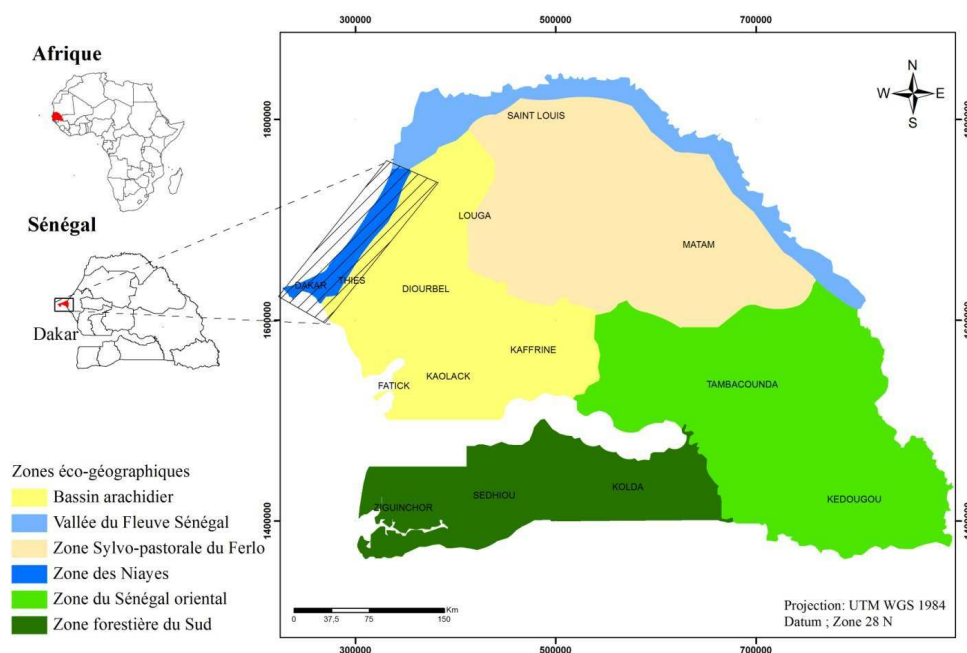 Afrique
Sénégal
Dakar
300000
500000
700000
N
W
E
S
1800000
1800000
SAINT LOUIS
LOUGA
MATAM
DAKAR
THIES
DIOURBEL
1600000
1600000
KAFFRINE
KAOLACK
FATICK
TAMBACOUNDA
KOLDA
SEDHIOU
ZIGUINCHOR
KEDOUGOU
1400000
1400000
Zones éco-géographiques
Bassin arachidier
Vallée du Fleuve Sénégal
Zone Sylvo-pastorale du Ferlo
Zone des Niayes
Zone du Sénégal oriental
Zone forestière du Sud
Km
0
37,5
75
150
Projection: UTM WGS 1984
Datum ; Zone 28 N
300000
500000
700000